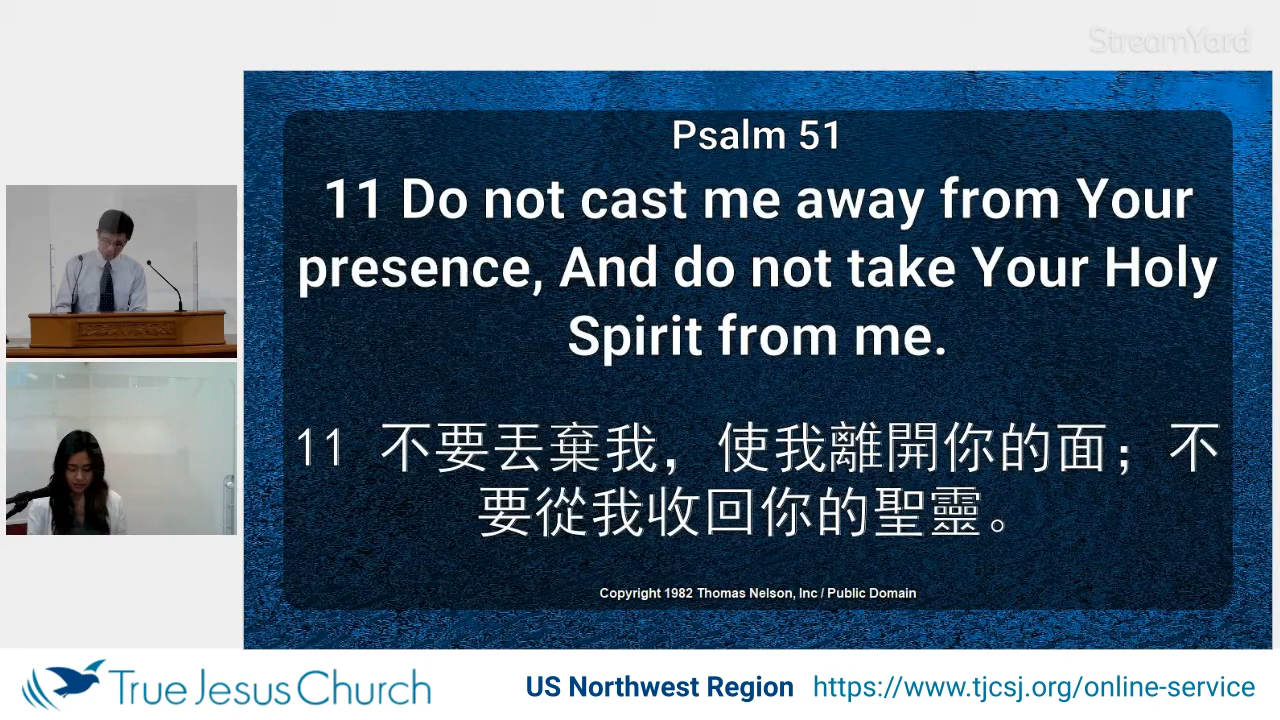 StreamYard
Psalm 51
11 Do not cast me away from Your
presence, And do not take Your Holy
Spirit from me.
11 不要丟棄我，使我離開你的面；不
要從我收回你的聖靈。
Copyright 1982 Thomas Nelson, Inc / Public Domain
True Jesus Church
US Northwest Region https://www.tjcsj.org/online-service